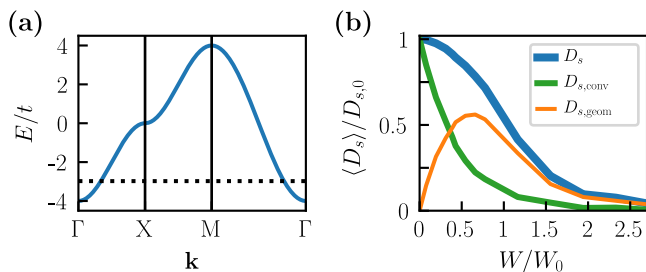 (a)
(b)
4
2
0
-2
-4
E/t
Γ X M Γ
k
1
0.5
0
⟨D_s⟩/D_{s,0}
D_s
D_{s,conv}
D_{s,geom}
0 0.5 1 1.5 2 2.5
W/W_0